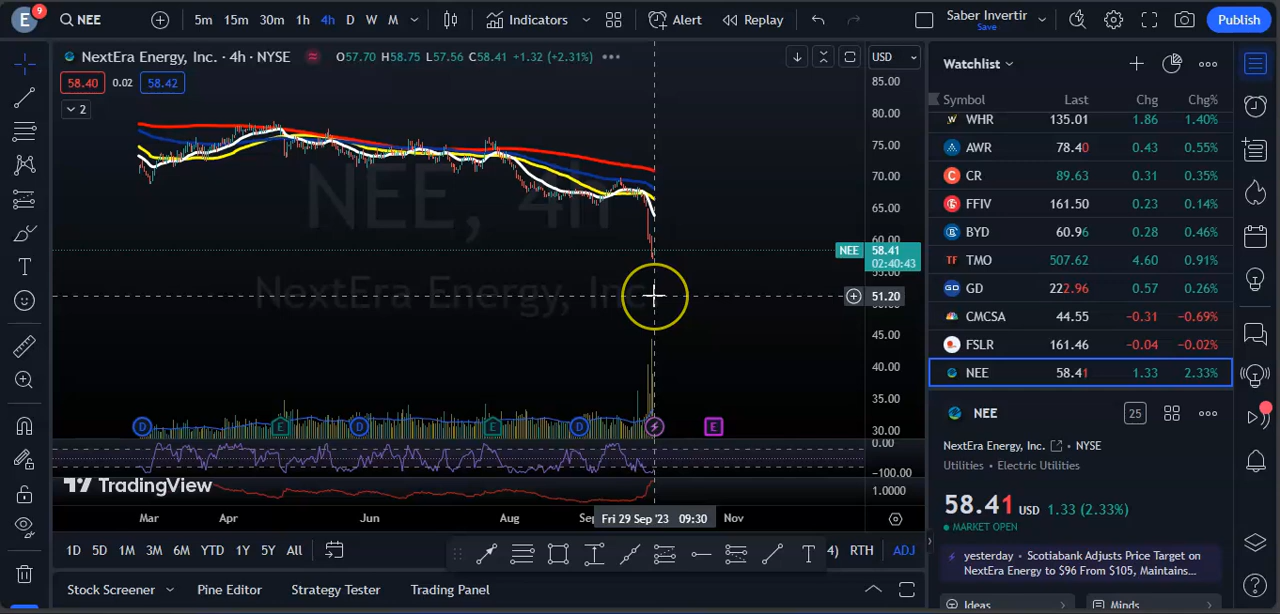 E 9 NEE 5m 15m 30m 1h 4h D W M Indicators Alert Replay Saber Invertir Save Publish
NextEra Energy, Inc. · 4h · NYSE O57.70 H58.75 L57.56 C58.41 +1.32 (+2.31%)
58.40 0.02 58.42
2
USD
85.00
80.00
75.00
70.00
65.00
60.00
NEE 58.41
02:40:43
55.00
51.20
50.00
45.00
40.00
35.00
30.00
0.00
−100.00
1.0000
NEE, 4h
NextEra Energy, Inc.
D E D E D E
TradingView
Mar Apr Jun Aug Sep Fri 29 Sep '23 09:30 Nov
1D 5D 1M 3M 6M YTD 1Y 5Y All 4) RTH ADJ
Stock Screener Pine Editor Strategy Tester Trading Panel
Watchlist
Symbol Last Chg Chg%
WHR 135.01 1.86 1.40%
AWR 78.40 0.43 0.55%
CR 89.63 0.31 0.35%
FFIV 161.50 0.23 0.14%
BYD 60.96 0.28 0.46%
TMO 507.62 4.60 0.91%
GD 222.96 0.57 0.26%
CMCSA 44.55 −0.31 −0.69%
FSLR 161.46 −0.04 −0.02%
NEE 58.41 1.33 2.33%
NEE 25
NextEra Energy, Inc. · NYSE
Utilities · Electric Utilities
58.41 USD 1.33 (2.33%)
MARKET OPEN
yesterday · Scotiabank Adjusts Price Target on
NextEra Energy to $96 From $105, Maintains...
Ideas Minds